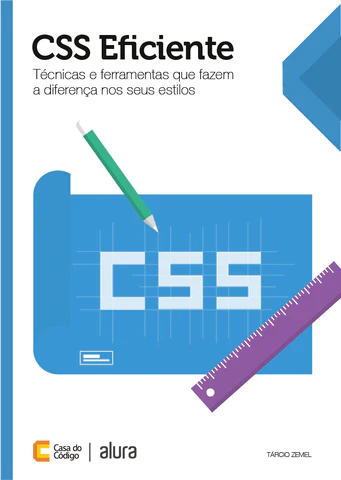 CSS Eficiente
Técnicas e ferramentas que fazem
a diferença nos seus estilos
CSS
Casa do
Código
alura
TÁRCIO ZEMEL